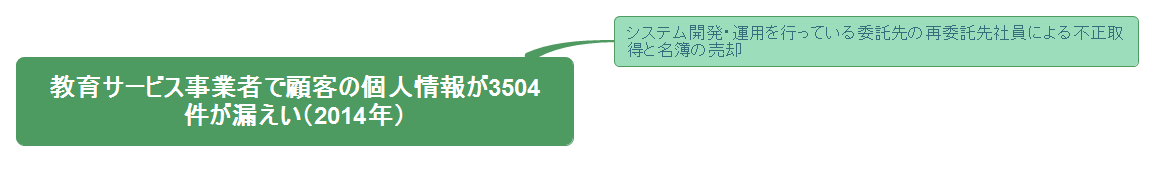 システム開発・運用を行っている委託先の再委託先社員による不正取
得と名簿の売却
教育サービス事業者で顧客の個人情報が3504
件が漏えい（2014年）